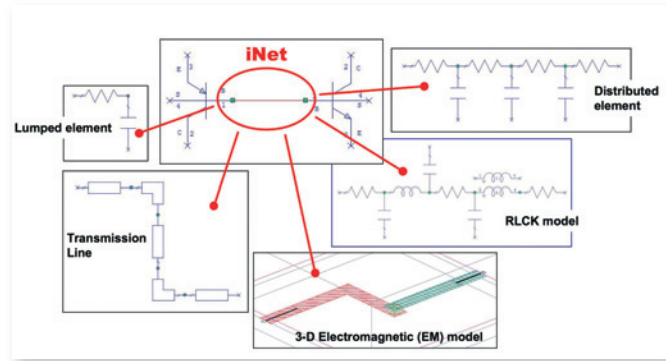 iNet
Lumped element
Distributed
element
Transmission
Line
RLCK model
3-D Electromagnetic (EM) model